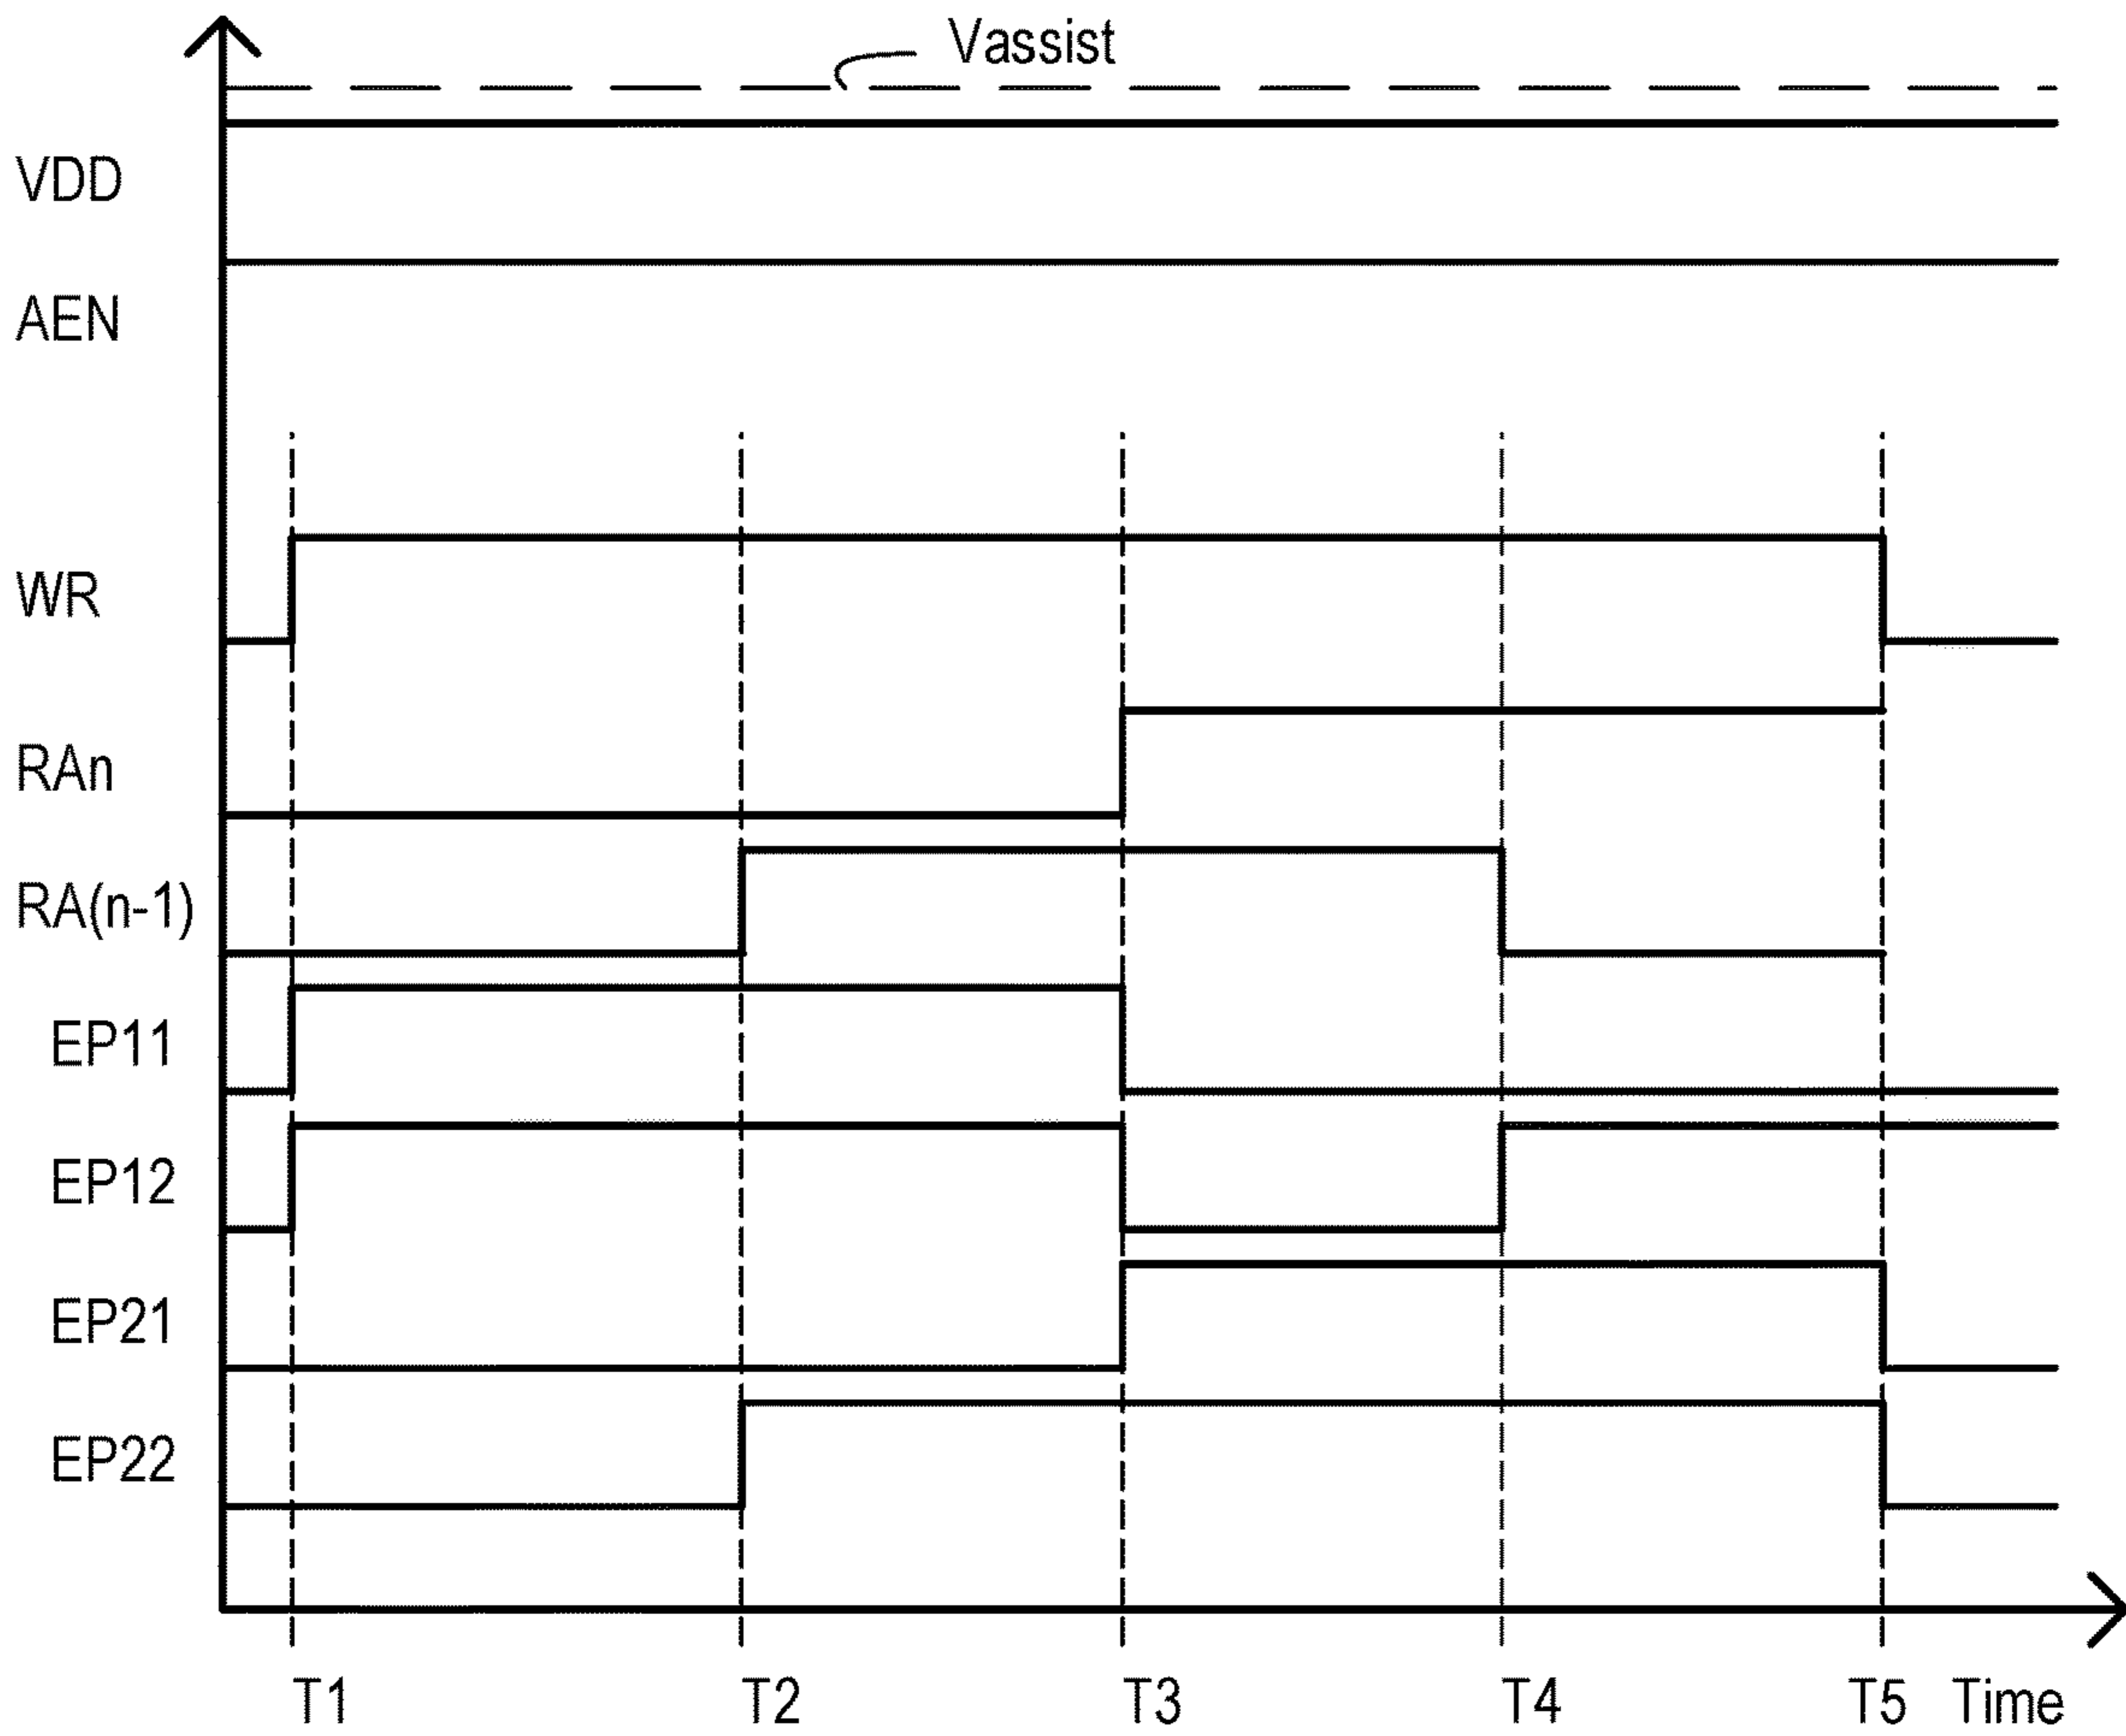 Vassist
VDD
AEN
WR
RAn
RA(n-1)
EP11
EP12
EP21
EP22
T1 T2 T3 T4 T5 Time